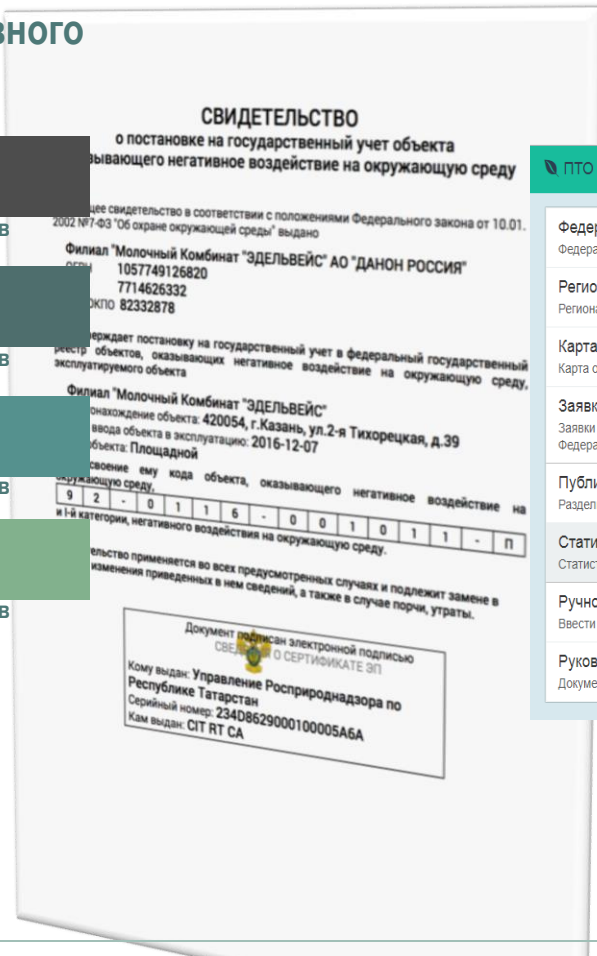 вного
СВИДЕТЕЛЬСТВО
о постановке на государственный учет объекта
зывающего негативное воздействие на окружающую среду
щее свидетельство в соответствии с положениями Федерального закона от 10.01.
2002 №7-ФЗ "Об охране окружающей среды" выдано
Филиал "Молочный Комбинат "ЭДЕЛЬВЕЙС" АО "ДАНОН РОССИЯ"
ОГРН 1057749126820
7714626332
ОКПО 82332878
ерждает постановку на государственный учет в федеральный государственный
реестр объектов, оказывающих негативное воздействие на окружающую среду,
эксплуатируемого объекта
Филиал "Молочный Комбинат "ЭДЕЛЬВЕЙС"
онахождение объекта: 420054, г.Казань, ул.2-я Тихорецкая, д.39
ввода объекта в эксплуатацию: 2016-12-07
объекта: Площадной
своение ему кода объекта, оказывающего негативное воздействие на
окружающую среду,
9 2 - 0 1 1 6 - 0 0 1 0 1 1 - П
и I-й категории, негативного воздействия на окружающую среду.
ельство применяется во всех предусмотренных случаях и подлежит замене в
изменения приведенных в нем сведений, а также в случае порчи, утраты.
Документ подписан электронной подписью
СВЕДЕНИЯ О СЕРТИФИКАТЕ ЭП
Кому выдан: Управление Росприроднадзора по
Республике Татарстан
Серийный номер: 234D8629000100005A6A
Кам выдан: CIT RT CA
в
в
в
в
ПТО
Федер
Федера
Регио
Региона
Карта
Карта о
Заявк
Заявки
Федера
Публи
Раздел
Стати
Статист
Ручно
Ввести
Руков
Докуме